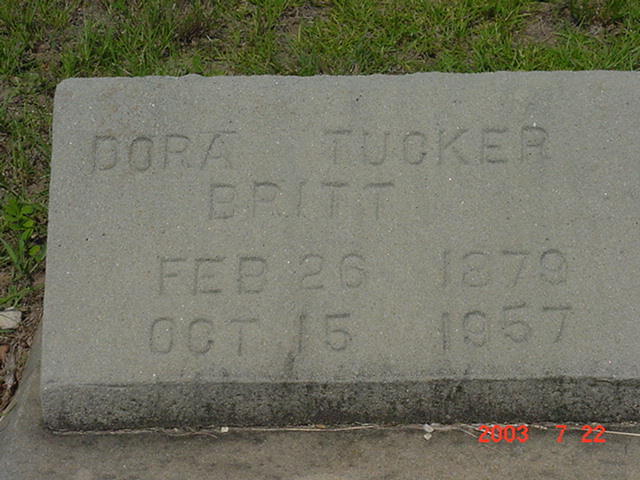 DORA TUCKER
BRITT
FEB 26 1879
OCT 15 1957
2003 7 22